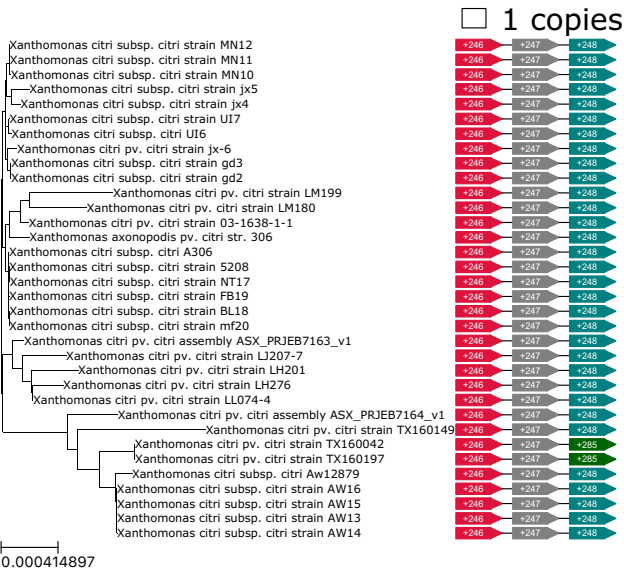 1 copies
Xanthomonas citri subsp. citri strain MN12 +246 +247 +248
Xanthomonas citri subsp. citri strain MN11 +246 +247 +248
Xanthomonas citri subsp. citri strain MN10 +246 +247 +248
Xanthomonas citri subsp. citri strain jx5 +246 +247 +248
Xanthomonas citri subsp. citri strain jx4 +246 +247 +248
Xanthomonas citri subsp. citri strain UI7 +246 +247 +248
Xanthomonas citri subsp. citri UI6 +246 +247 +248
Xanthomonas citri pv. citri strain jx-6 +246 +247 +248
Xanthomonas citri subsp. citri strain gd3 +246 +247 +248
Xanthomonas citri subsp. citri strain gd2 +246 +247 +248
Xanthomonas citri pv. citri strain LM199 +246 +247 +248
Xanthomonas citri pv. citri strain LM180 +246 +247 +248
Xanthomonas citri pv. citri strain 03-1638-1-1 +246 +247 +248
Xanthomonas axonopodis pv. citri str. 306 +246 +247 +248
Xanthomonas citri subsp. citri A306 +246 +247 +248
Xanthomonas citri subsp. citri strain 5208 +246 +247 +248
Xanthomonas citri subsp. citri strain NT17 +246 +247 +248
Xanthomonas citri subsp. citri strain FB19 +246 +247 +248
Xanthomonas citri subsp. citri strain BL18 +246 +247 +248
Xanthomonas citri subsp. citri strain mf20 +246 +247 +248
Xanthomonas citri pv. citri assembly ASX_PRJEB7163_v1 +246 +247 +248
Xanthomonas citri pv. citri strain LJ207-7 +246 +247 +248
Xanthomonas citri pv. citri strain LH201 +246 +247 +248
Xanthomonas citri pv. citri strain LH276 +246 +247 +248
Xanthomonas citri pv. citri strain LL074-4 +246 +247 +248
Xanthomonas citri pv. citri assembly ASX_PRJEB7164_v1 +246 +247 +248
Xanthomonas citri pv. citri strain TX160149 +246 +247 +248
Xanthomonas citri pv. citri strain TX160042 +246 +247 +285
Xanthomonas citri pv. citri strain TX160197 +246 +247 +285
Xanthomonas citri subsp. citri Aw12879 +246 +247 +248
Xanthomonas citri subsp. citri strain AW16 +246 +247 +248
Xanthomonas citri subsp. citri strain AW15 +246 +247 +248
Xanthomonas citri subsp. citri strain AW13 +246 +247 +248
Xanthomonas citri subsp. citri strain AW14 +246 +247 +248
0.000414897